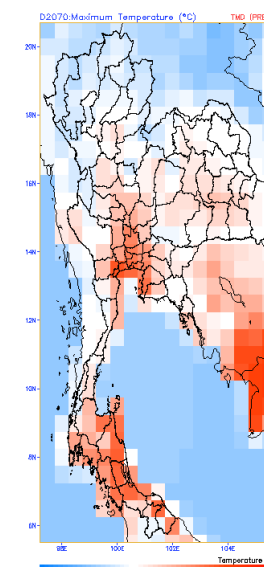 D2070:Maximum Temperature (°C)
TMD (PRE
20N
18N
16N
14N
12N
10N
8N
6N
98E 100E 102E 104E
Temperature